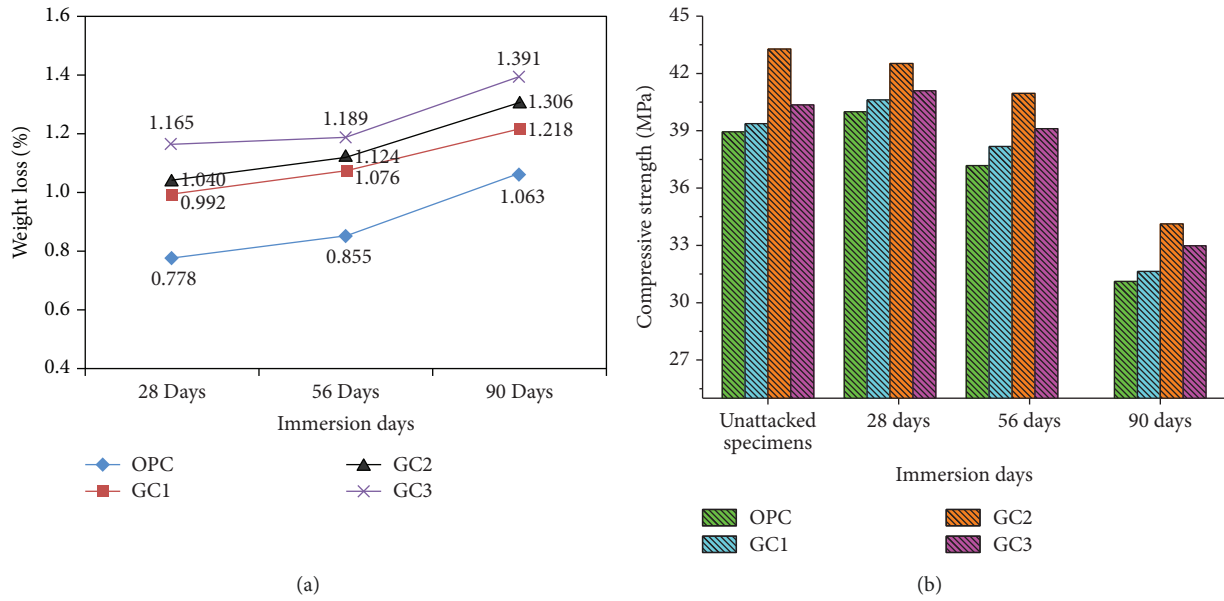 1.6
1.4
1.2
1.0
0.8
0.6
0.4
Weight loss (%)
1.165
1.189
1.391
1.040
1.124
1.306
0.992
1.076
1.218
0.778
0.855
1.063
28 Days
56 Days
90 Days
Immersion days
OPC
GC2
GC1
GC3
(a)
45
42
39
36
33
30
27
Compressive strength (MPa)
Unattacked
specimens
28 days
56 days
90 days
Immersion days
OPC
GC2
GC1
GC3
(b)